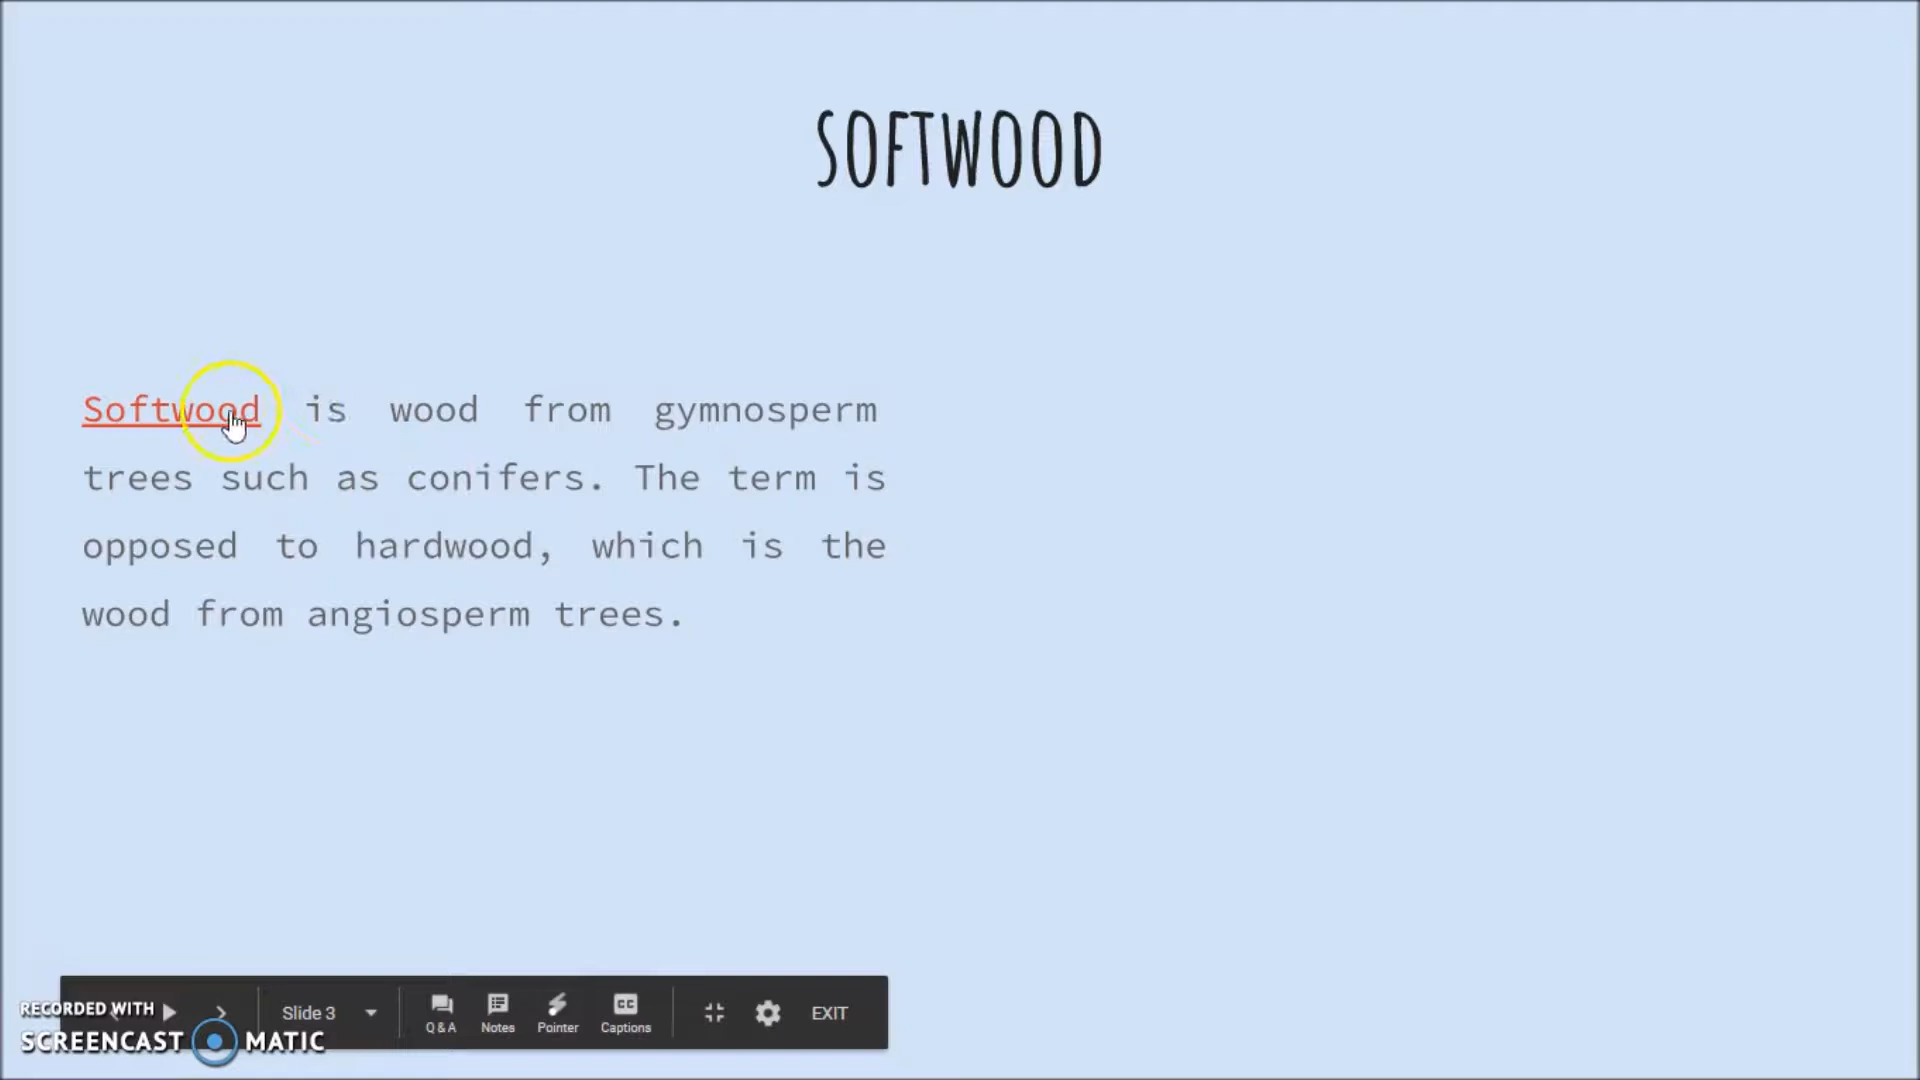 SOFTWOOD
Softwood is wood from gymnosperm
trees such as conifers. The term is
opposed to hardwood, which is the
wood from angiosperm trees.
RECORDED WITH
SCREENCAST MATIC
Slide 3
Q & A
Notes
Pointer
CC
Captions
EXIT